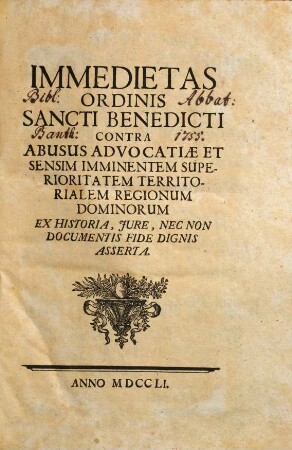 IMMEDIETAS
Bibl: ORDINIS Abbat:
SANCTI BENEDICTI
Banth: CONTRA 1755.
ABUSUS ADVOCATIÆ ET
SENSIM IMMINENTEM SUPE-
RIORITATEM TERRITO-
RIALEM REGIONUM
DOMINORUM
EX HISTORIA, JURE, NEC NON
DOCUMENTIS FIDE DIGNIS
ASSERTA.
ANNO MDCCLI.